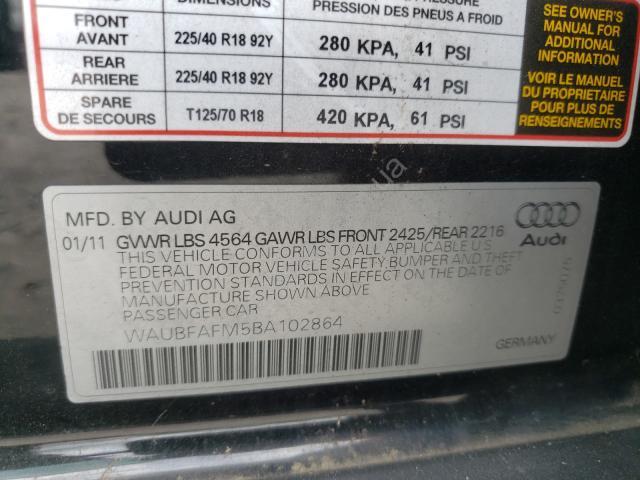 DIMENSIONS
PRESSION DES PNEUS A FROID
FRONT
AVANT
225/40 R18 92Y
280 KPA, 41 PSI
REAR
ARRIERE
225/40 R18 92Y
280 KPA, 41 PSI
SPARE
DE SECOURS
T125/70 R18
420 KPA, 61 PSI
SEE OWNER'S
MANUAL FOR
ADDITIONAL
INFORMATION
VOIR LE MANUEL
DU PROPRIETAIRE
POUR PLUS DE
RENSEIGNEMENTS
MFD. BY AUDI AG
01/11 GVWR LBS 4564 GAWR LBS FRONT 2425/REAR 2216
THIS VEHICLE CONFORMS TO ALL APPLICABLE U.S.
FEDERAL MOTOR VEHICLE SAFETY BUMPER AND THEFT
PREVENTION STANDARDS IN EFFECT ON THE DATE OF
MANUFACTURE SHOWN ABOVE
PASSENGER CAR
WAUBFAFM5BA102864
Audi
GERMANY